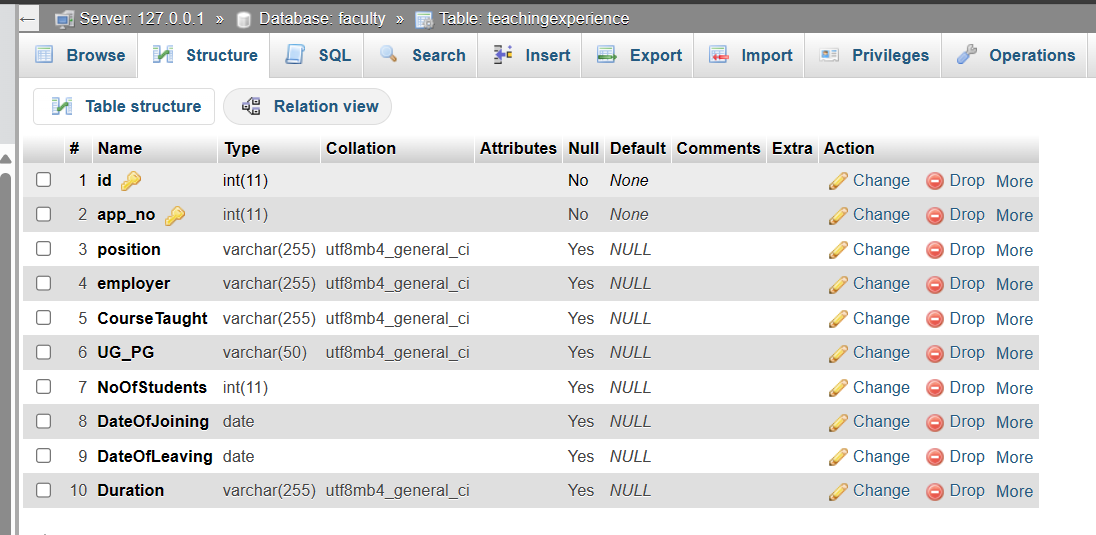 Server: 127.0.0.1 » Database: faculty » Table: teachingexperience
Browse Structure SQL Search Insert Export Import Privileges Operations
Table structure Relation view
# Name Type Collation Attributes Null Default Comments Extra Action
1 id int(11) No None Change Drop More
2 app_no int(11) No None Change Drop More
3 position varchar(255) utf8mb4_general_ci Yes NULL Change Drop More
4 employer varchar(255) utf8mb4_general_ci Yes NULL Change Drop More
5 CourseTaught varchar(255) utf8mb4_general_ci Yes NULL Change Drop More
6 UG_PG varchar(50) utf8mb4_general_ci Yes NULL Change Drop More
7 NoOfStudents int(11) Yes NULL Change Drop More
8 DateOfJoining date Yes NULL Change Drop More
9 DateOfLeaving date Yes NULL Change Drop More
10 Duration varchar(255) utf8mb4_general_ci Yes NULL Change Drop More